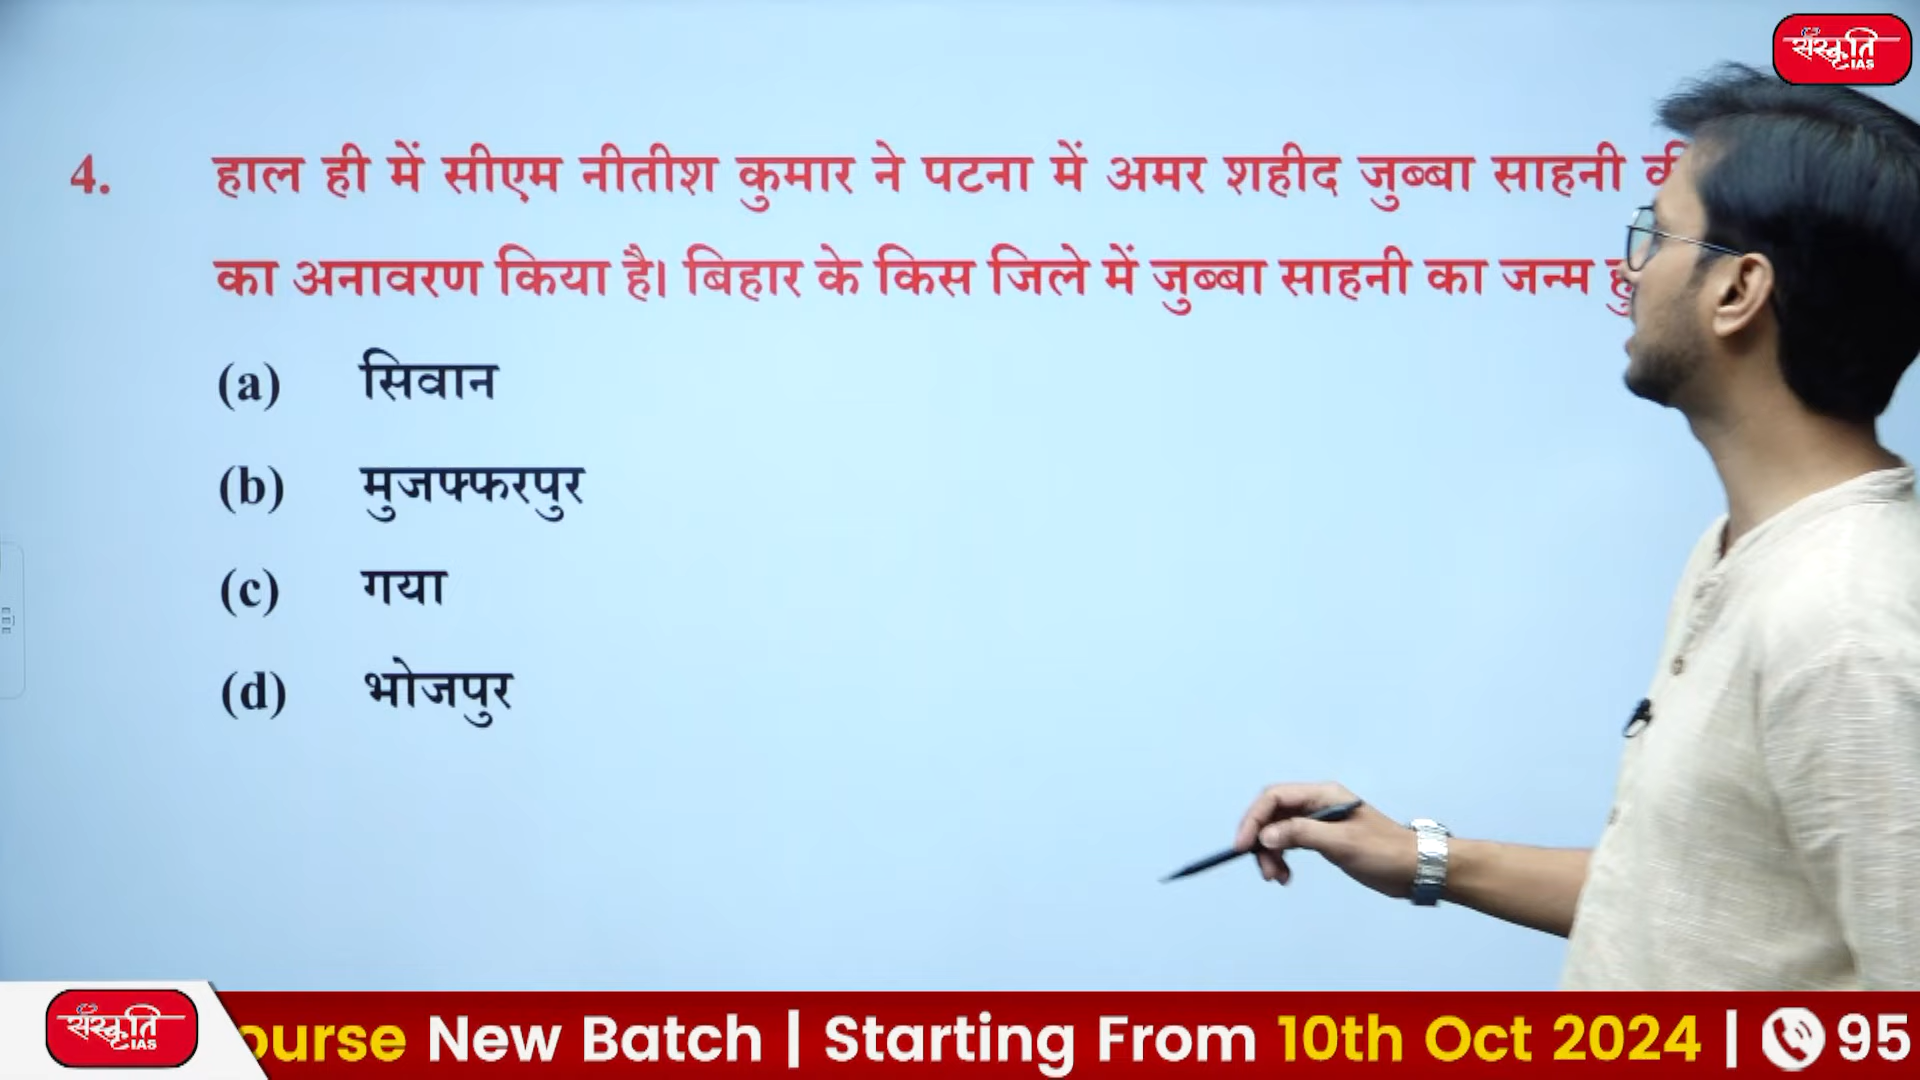 संस्कृति
IAS
4. हाल ही में सीएम नीतीश कुमार ने पटना में अमर शहीद जुब्बा साहनी
का अनावरण किया है। बिहार के किस जिले में जुब्बा साहनी का जन्म
(a) सिवान
(b) मुजफ्फरपुर
(c) गया
(d) भोजपुर
संस्कृति
IAS
ourse New Batch | Starting From 10th Oct 2024 | 95